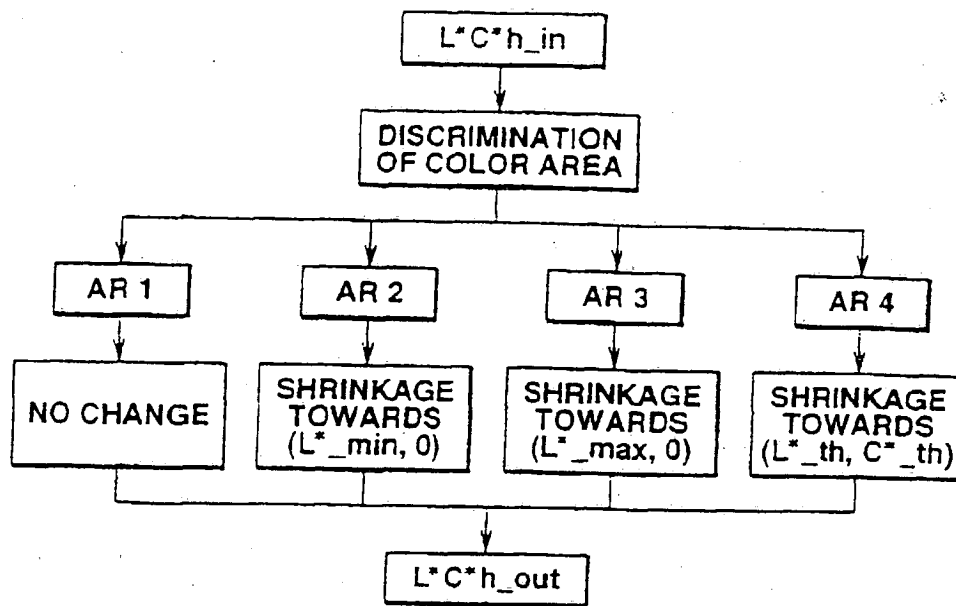 L*C*h_in
DISCRIMINATION
OF COLOR AREA
AR 1
AR 2
AR 3
AR 4
NO CHANGE
SHRINKAGE
TOWARDS
(L*_min, 0)
SHRINKAGE
TOWARDS
(L*_max, 0)
SHRINKAGE
TOWARDS
(L*_th, C*_th)
L*C*h_out